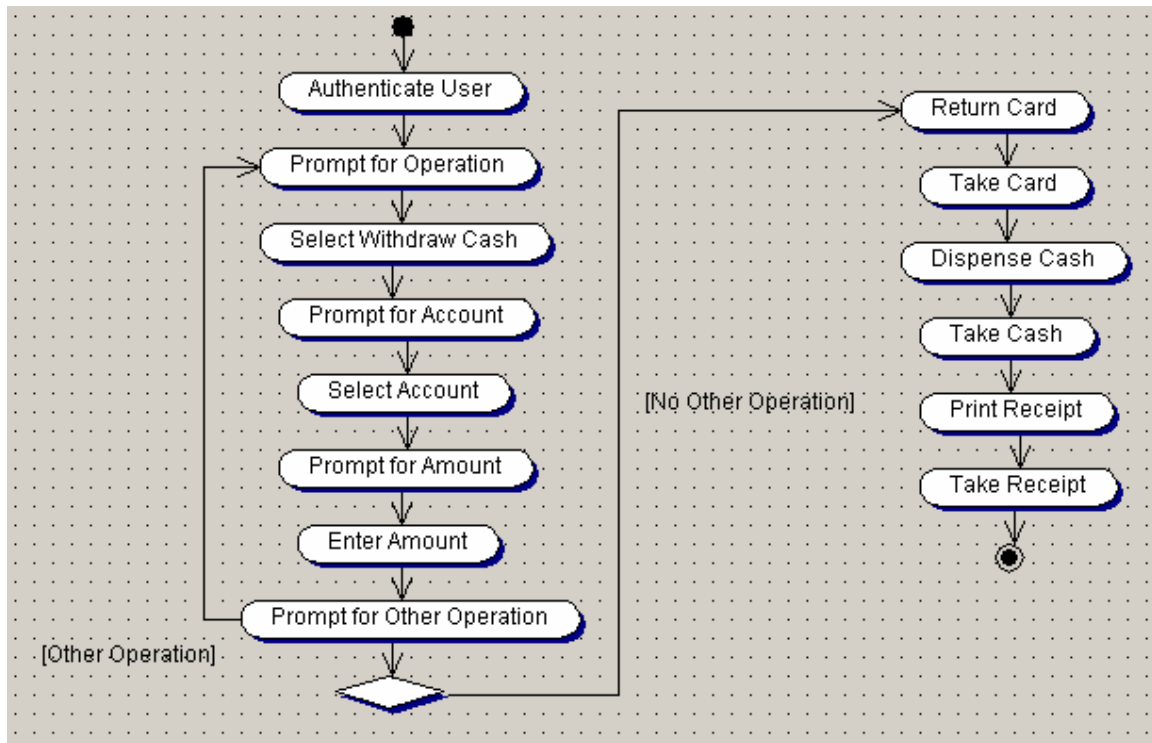 Authenticate User
Prompt for Operation
Select Withdraw Cash
Prompt for Account
Select Account
Prompt for Amount
Enter Amount
Prompt for Other Operation
[Other Operation]
[No Other Operation]
Return Card
Take Card
Dispense Cash
Take Cash
Print Receipt
Take Receipt